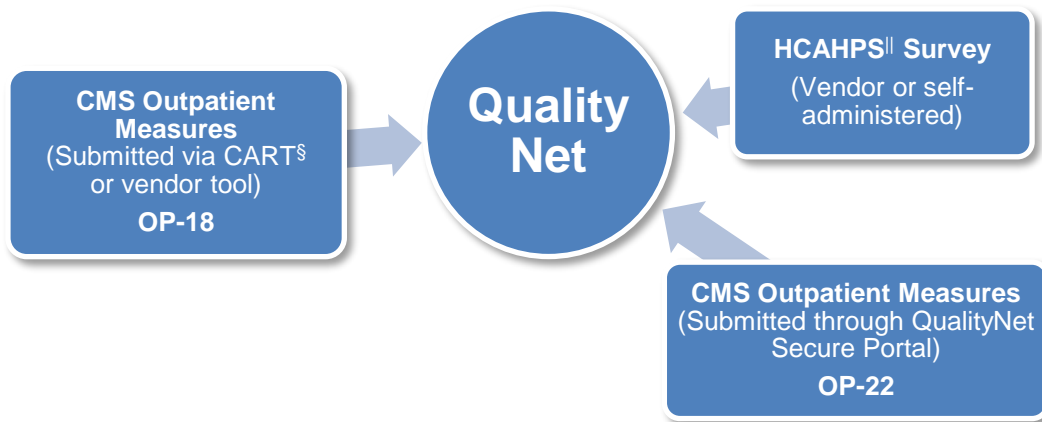 CMS Outpatient
Measures
(Submitted via CART§
or vendor tool)
OP-18
Quality
Net
HCAHPS|| Survey
(Vendor or self-
administered)
CMS Outpatient Measures
(Submitted through QualityNet
Secure Portal)
OP-22